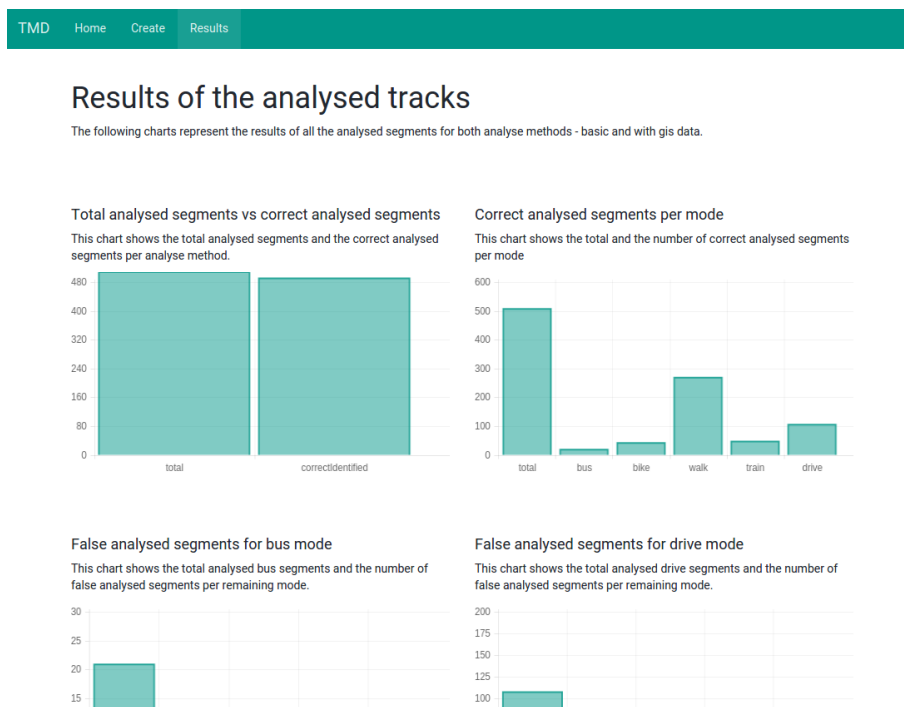 TMD Home Create Results
Results of the analysed tracks
The following charts represent the results of all the analysed segments for both analyse methods - basic and with gis data.
Total analysed segments vs correct analysed segments
This chart shows the total analysed segments and the correct analysed
segments per analyse method.
480
400
320
240
160
80
0
total correctIdentified
Correct analysed segments per mode
This chart shows the total and the number of correct analysed segments
per mode
600
500
400
300
200
100
0
total bus bike walk train drive
False analysed segments for bus mode
This chart shows the total analysed bus segments and the number of
false analysed segments per remaining mode.
30
25
20
15
False analysed segments for drive mode
This chart shows the total analysed drive segments and the number of
false analysed segments per remaining mode.
200
175
150
125
100